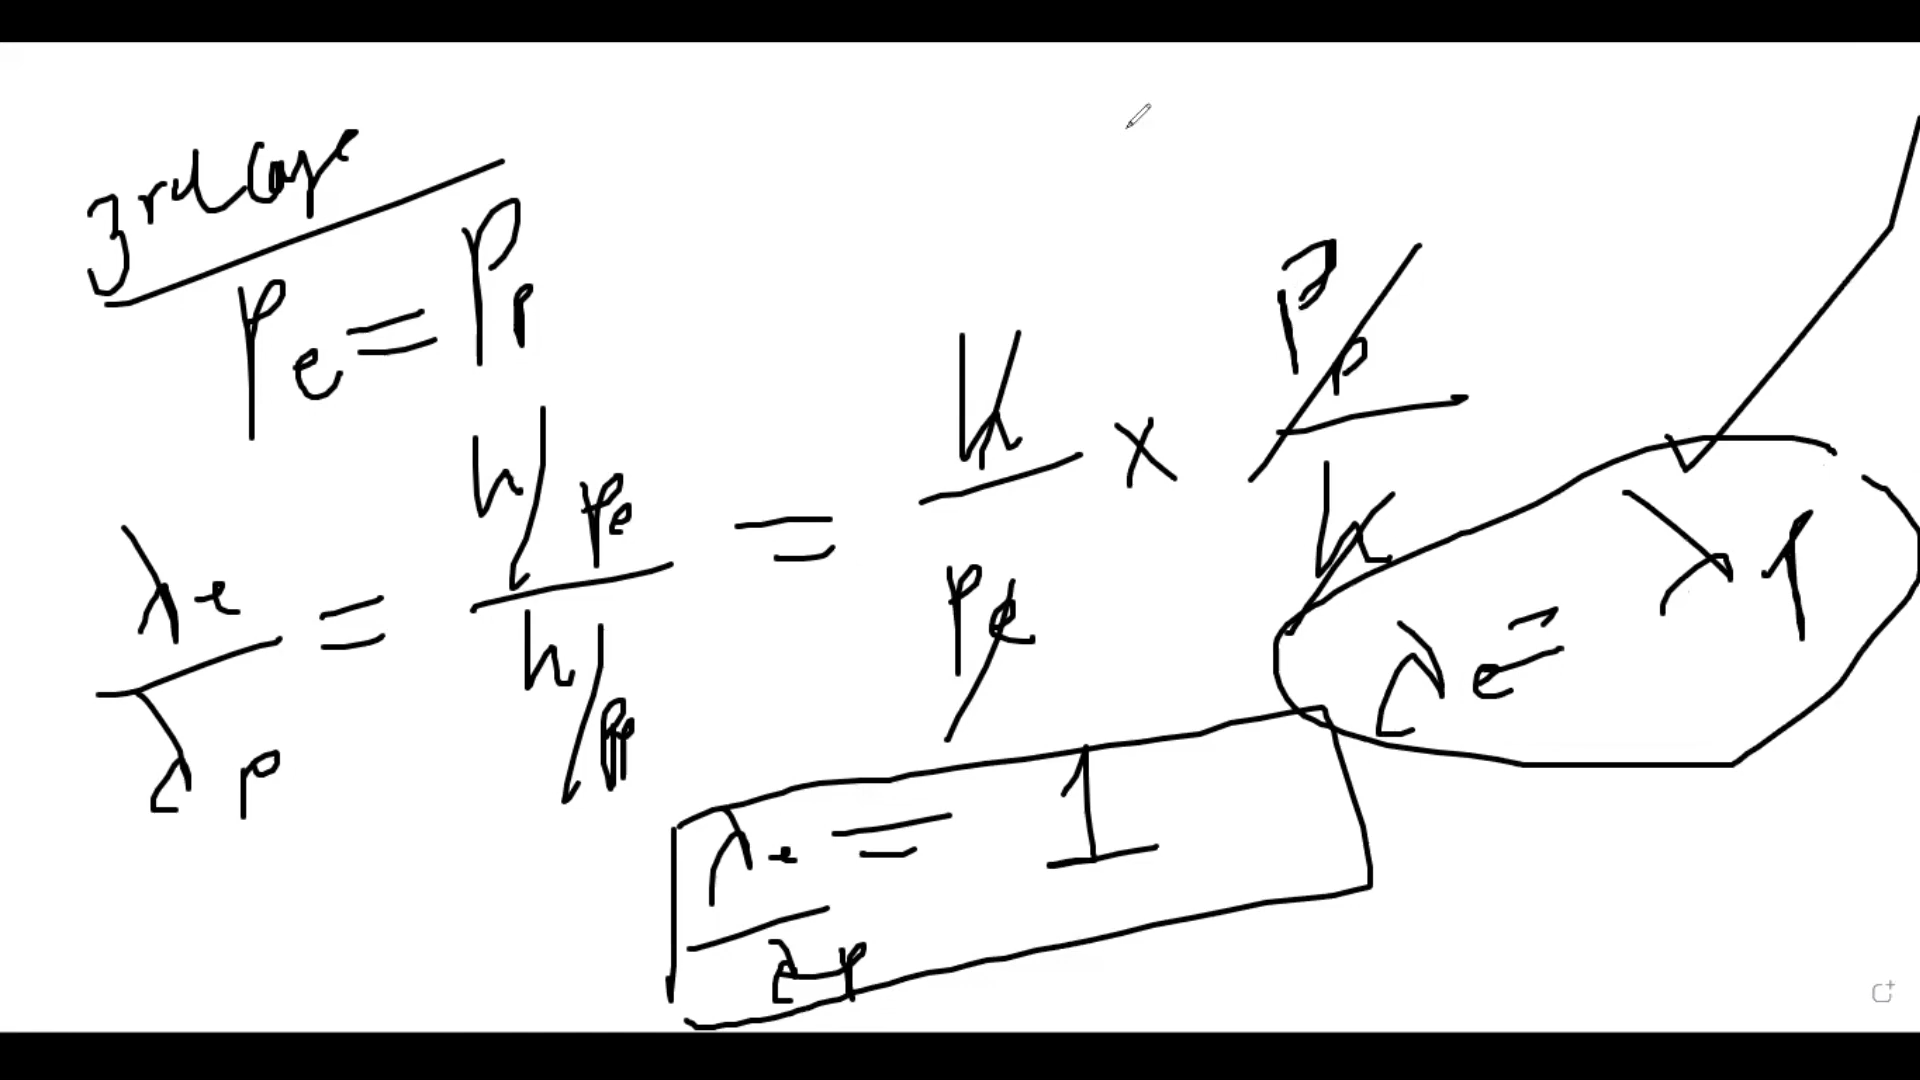 3rd Case
Pe = Pp
λe/λp = (h/Pe)/(h/Pp) = h/Pe × Pp/h
λe = λp
λe/λp = 1